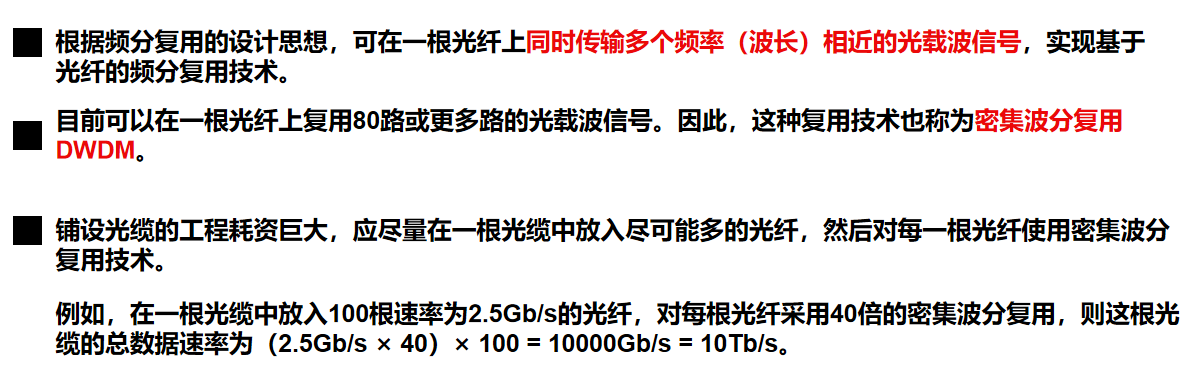 根据频分复用的设计思想，可在一根光纤上同时传输多个频率（波长）相近的光载波信号，实现基于
光纤的频分复用技术。
目前可以在一根光纤上复用80路或更多路的光载波信号。因此，这种复用技术也称为密集波分复用
DWDM。
铺设光缆的工程耗资巨大，应尽量在一根光缆中放入尽可能多的光纤，然后对每一根光纤使用密集波分
复用技术。
例如，在一根光缆中放入100根速率为2.5Gb/s的光纤，对每根光纤采用40倍的密集波分复用，则这根光
缆的总数据速率为（2.5Gb/s × 40）× 100 = 10000Gb/s = 10Tb/s。